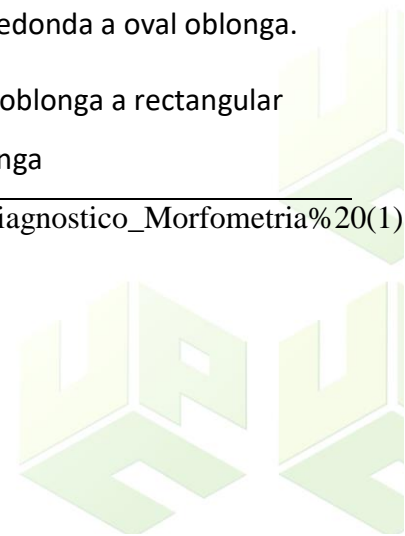 edonda a oval oblonga.
oblonga a rectangular
nga
iagnostico_Morfometria%20(1)